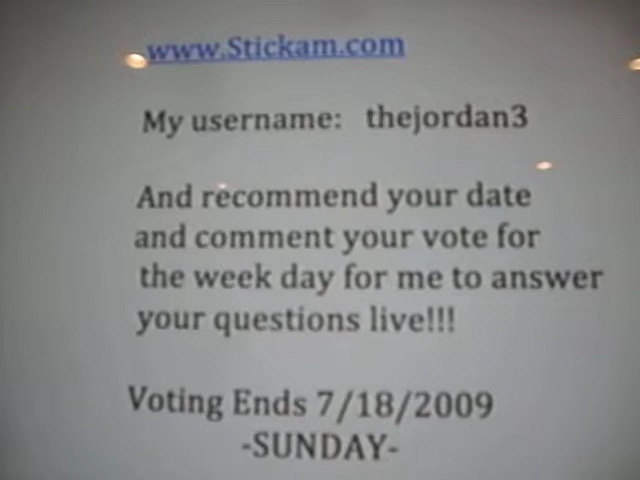 www.Stickam.com
My username: thejordan3
And recommend your date
and comment your vote for
the week day for me to answer
your questions live!!!
Voting Ends 7/18/2009
-SUNDAY-